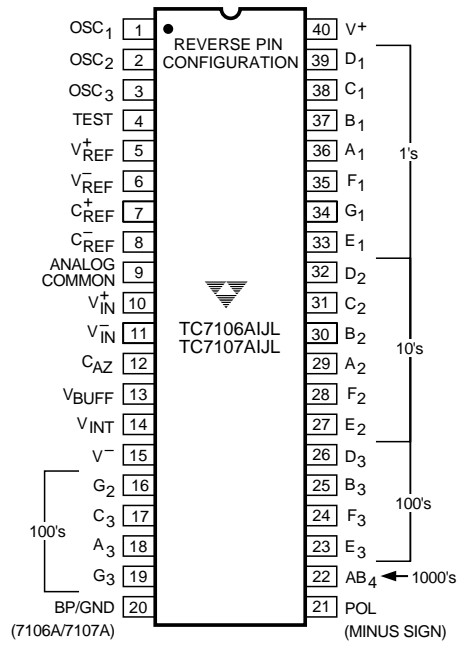 OSC1 1 40 V+
REVERSE PIN
CONFIGURATION
OSC2 2 39 D1
OSC3 3 38 C1
TEST 4 37 B1
V+REF 5 36 A1
1's
V–REF 6 35 F1
C+REF 7 34 G1
C–REF 8 33 E1
ANALOG
COMMON 9 32 D2
V+IN 10 31 C2
TC7106AIJL
TC7107AIJL
V–IN 11 30 B2
10's
CAZ 12 29 A2
VBUFF 13 28 F2
VINT 14 27 E2
V– 15 26 D3
G2 16 25 B3
100's
100's
C3 17 24 F3
A3 18 23 E3
G3 19 22 AB4 1000's
BP/GND 20 21 POL
(7106A/7107A) (MINUS SIGN)